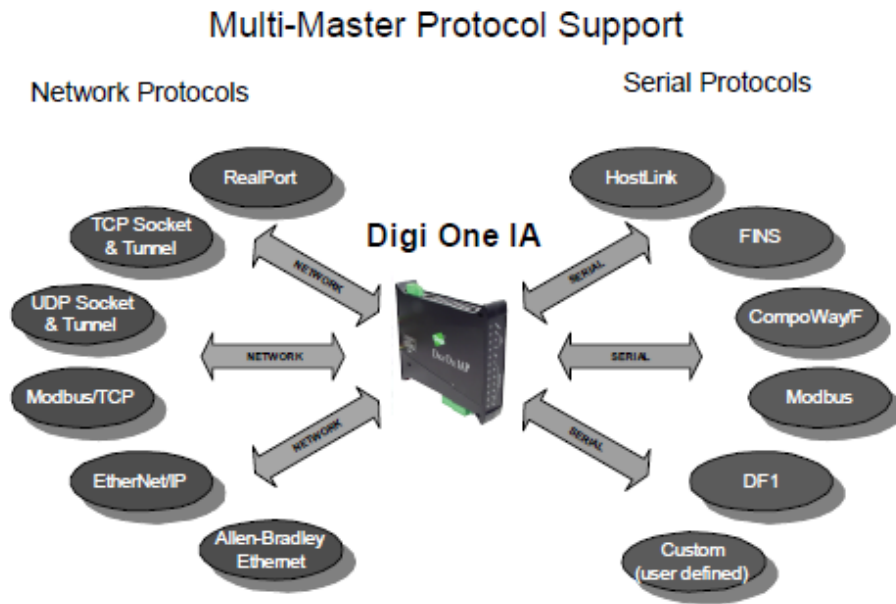 Multi-Master Protocol Support
Network Protocols
Serial Protocols
RealPort
TCP Socket
& Tunnel
UDP Socket
& Tunnel
Modbus/TCP
EtherNet/IP
Allen-Bradley
Ethernet
NETWORK
NETWORK
NETWORK
Digi One IA
SERIAL
SERIAL
SERIAL
HostLink
FINS
CompoWay/F
Modbus
DF1
Custom
(user defined)